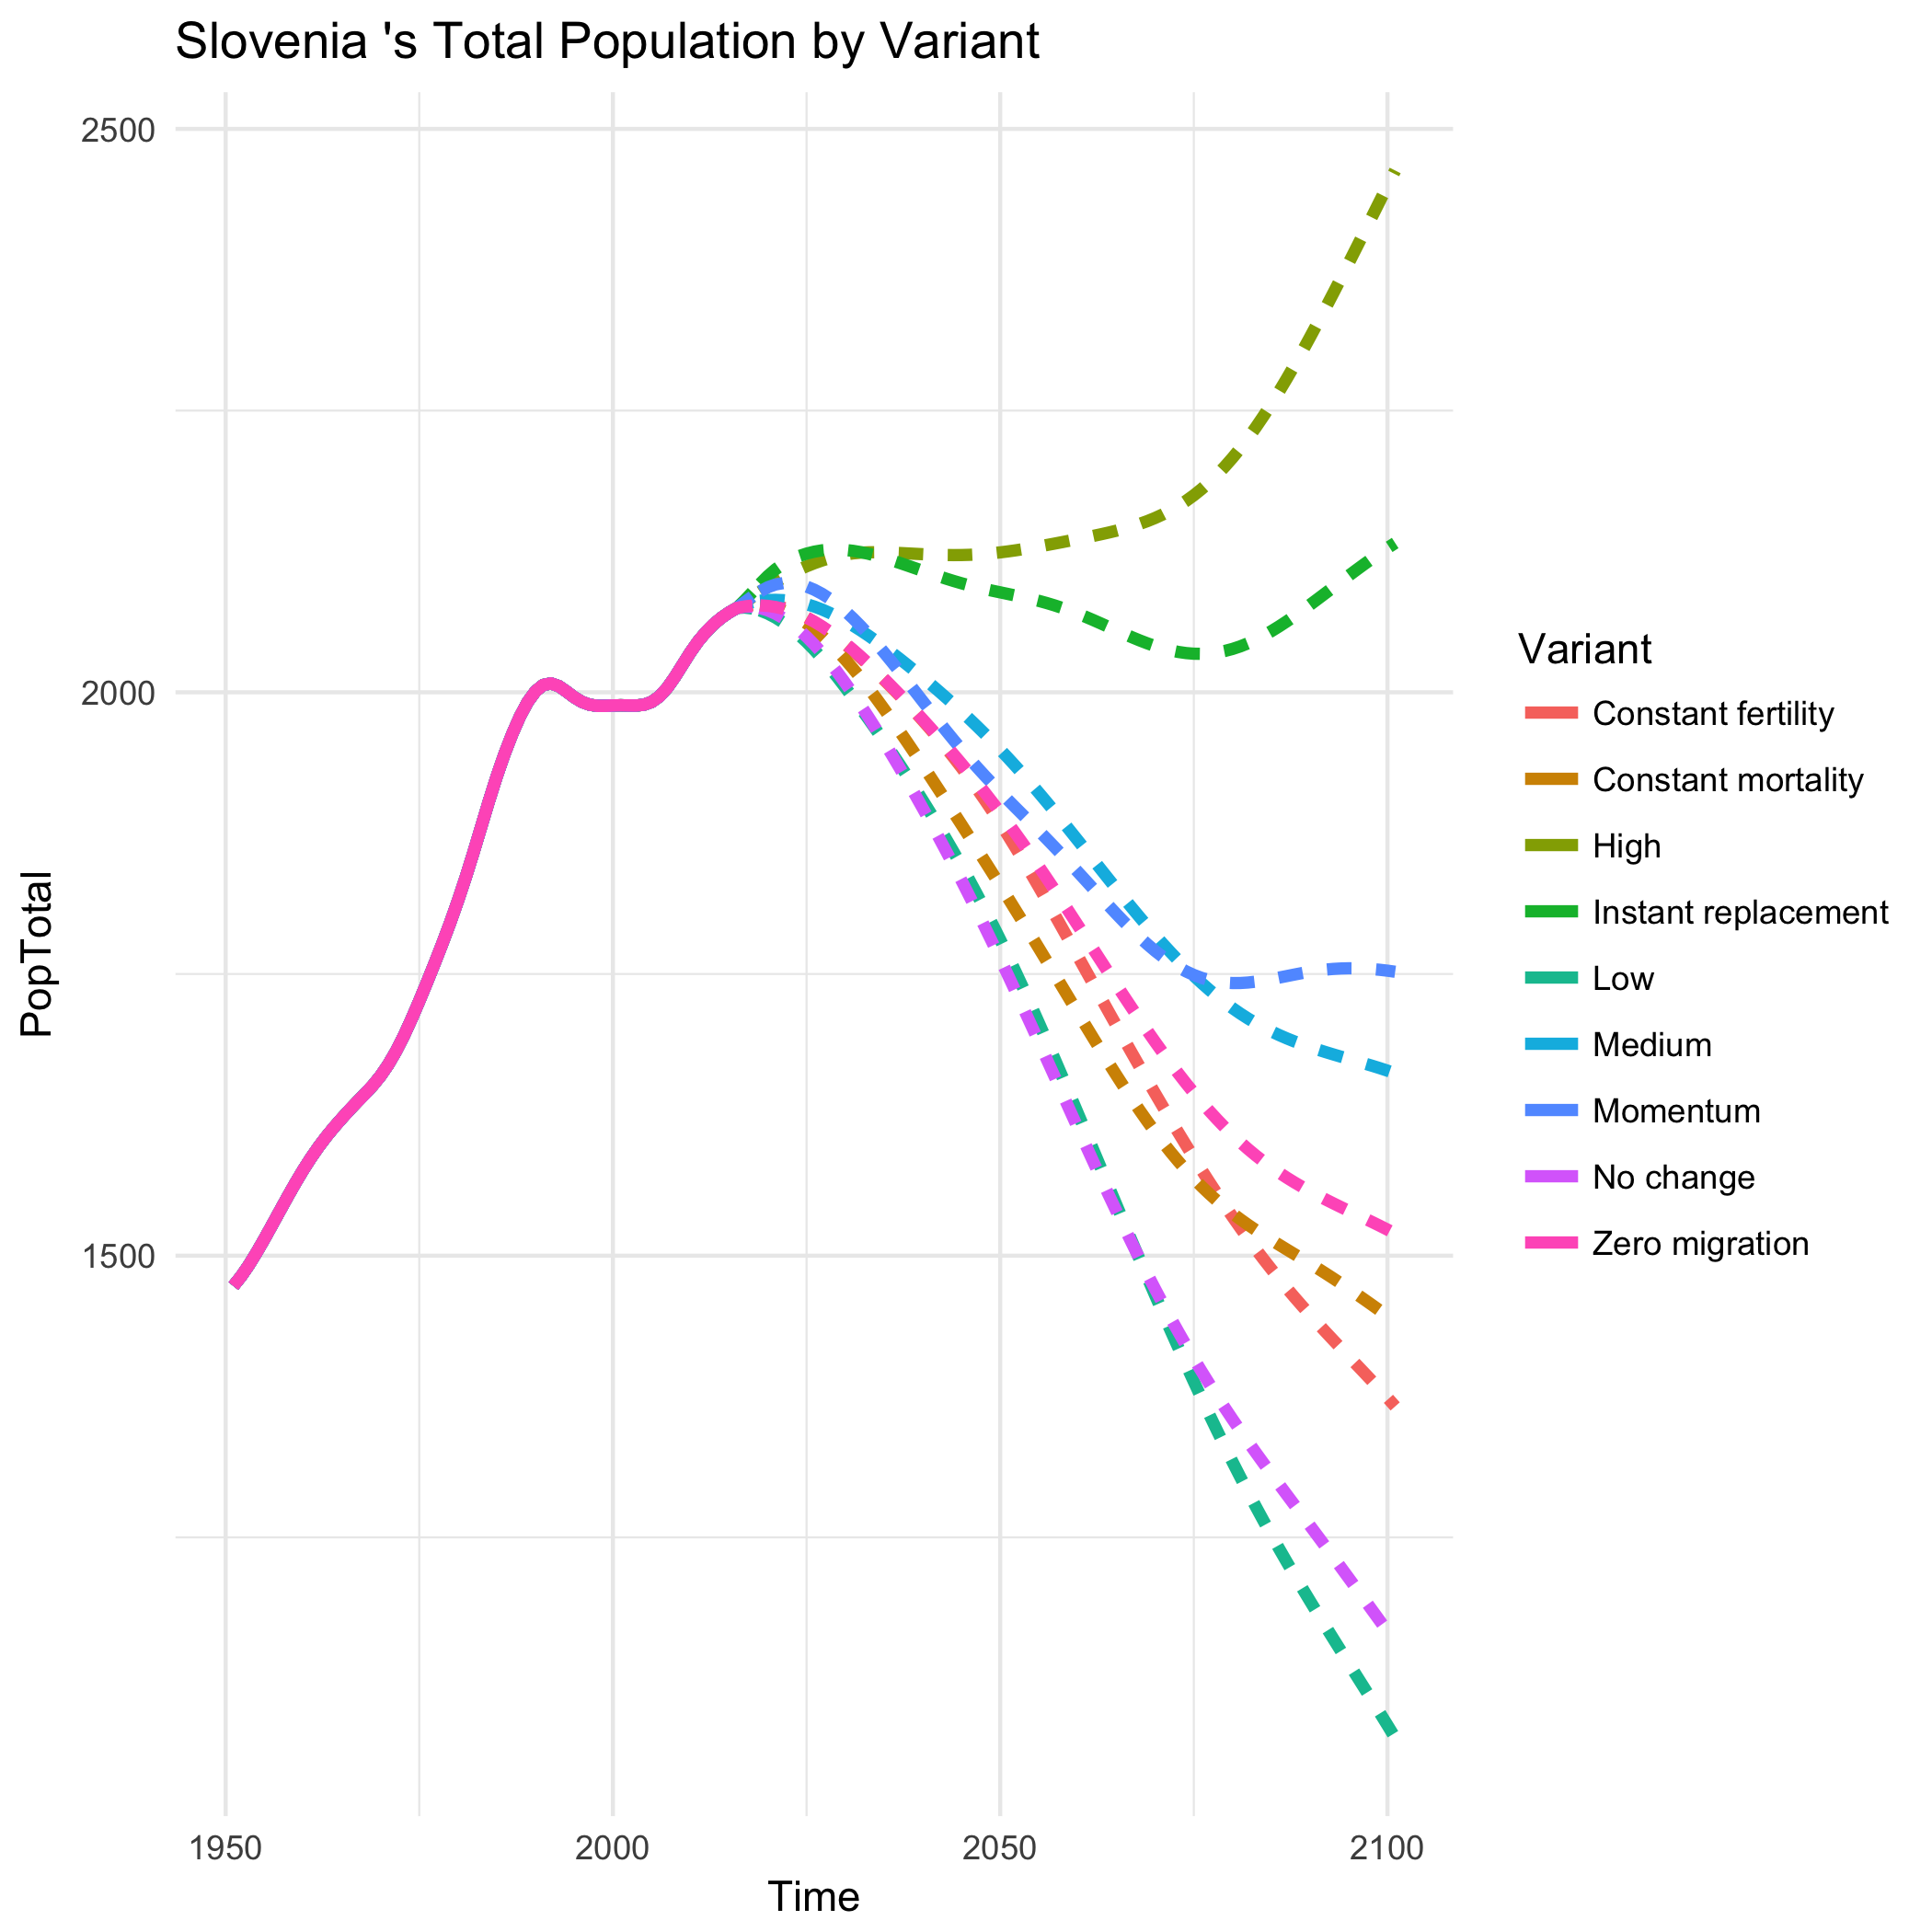 Slovenia 's Total Population by Variant
PopTotal
2500
2000
1500
1950
2000
2050
2100
Time
Variant
Constant fertility
Constant mortality
High
Instant replacement
Low
Medium
Momentum
No change
Zero migration